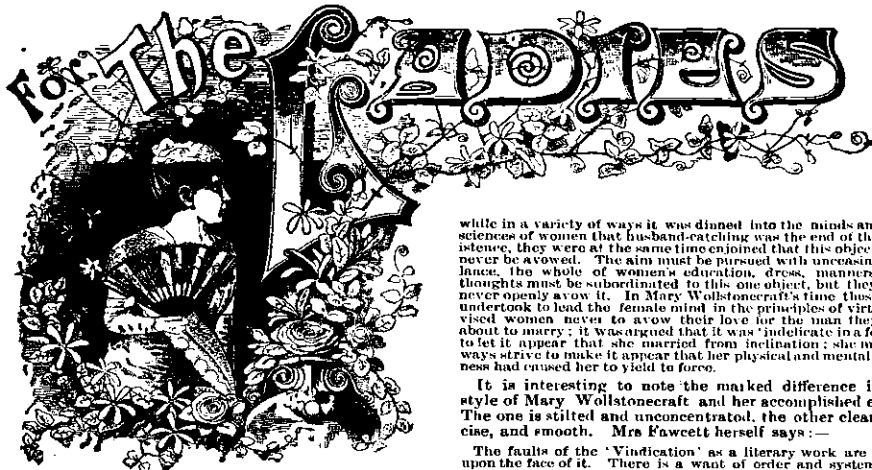 For The LADIES
while in a variety of ways it was dinned into the minds an
sciences of women that husband-catching was the end of th
istence, they were at the same time enjoined that this objec
never be avowed. The aim must be pursued with unceasin
lance, the whole of women's education, dress, manners
thoughts must be subordinated to this one object, but they
never openly avow it. In Mary Wollstonecraft's time thos
undertook to lead the female mind in the principles of virt
vised women never to avow their love for the man the
about to marry; it was argued that it was 'indelicate in a fe
to let it appear that she married from inclination; she m
ways strive to make it appear that her physical and mental
ness had caused her to yield to force.
It is interesting to note the marked difference i
style of Mary Wollstonecraft and her accomplished e
The one is stilted and unconcentrated, the other clear
cise, and smooth. Mrs Fawcett herself says :—
The faults of the 'Vindication' as a literary work are
upon the face of it. There is a want of order and system